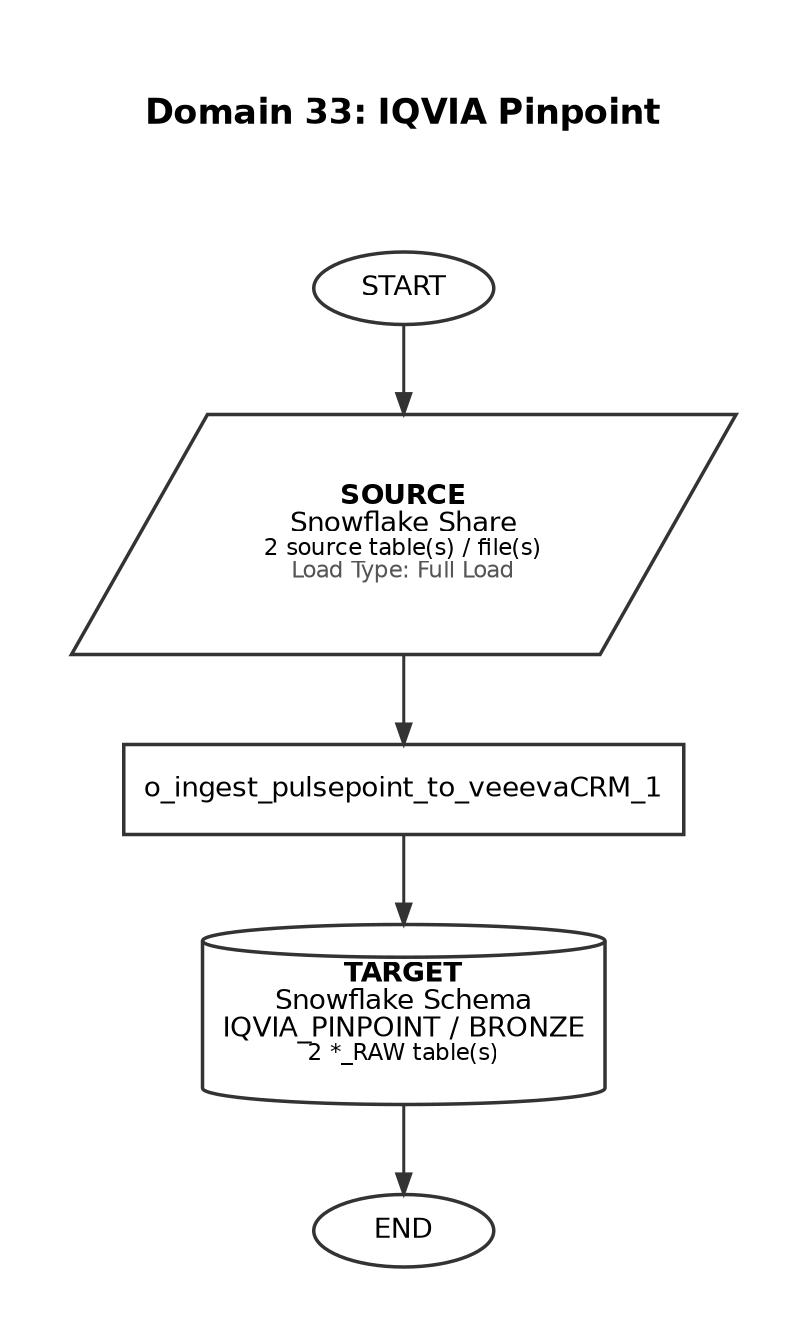 Domain 33: IQVIA Pinpoint
START
SOURCE
Snowflake Share
2 source table(s) / file(s)
Load Type: Full Load
o_ingest_pulsepoint_to_veeevaCRM_1
TARGET
Snowflake Schema
IQVIA_PINPOINT / BRONZE
2 *_RAW table(s)
END